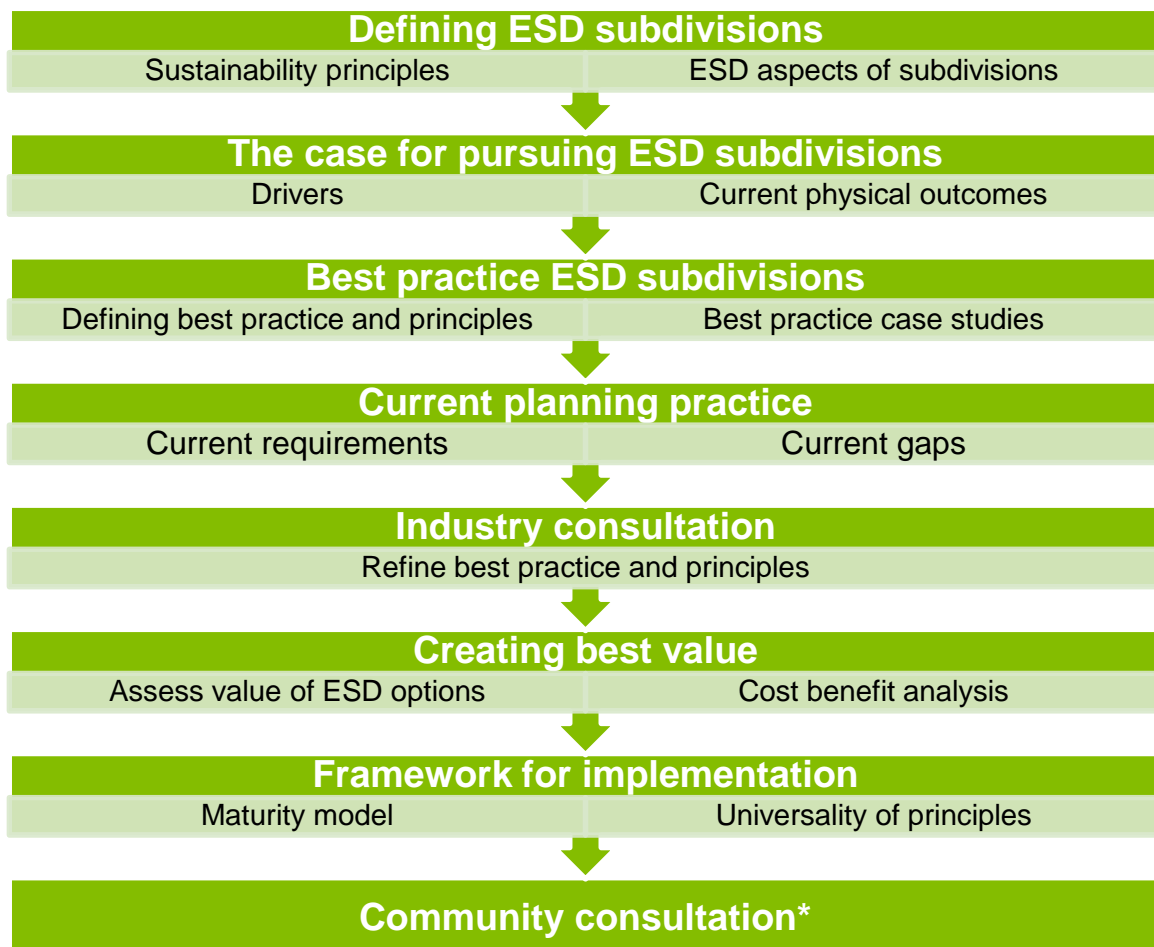 Defining ESD subdivisions
Sustainability principles
ESD aspects of subdivisions
The case for pursuing ESD subdivisions
Drivers
Current physical outcomes
Best practice ESD subdivisions
Defining best practice and principles
Best practice case studies
Current planning practice
Current requirements
Current gaps
Industry consultation
Refine best practice and principles
Creating best value
Assess value of ESD options
Cost benefit analysis
Framework for implementation
Maturity model
Universality of principles
Community consultation*